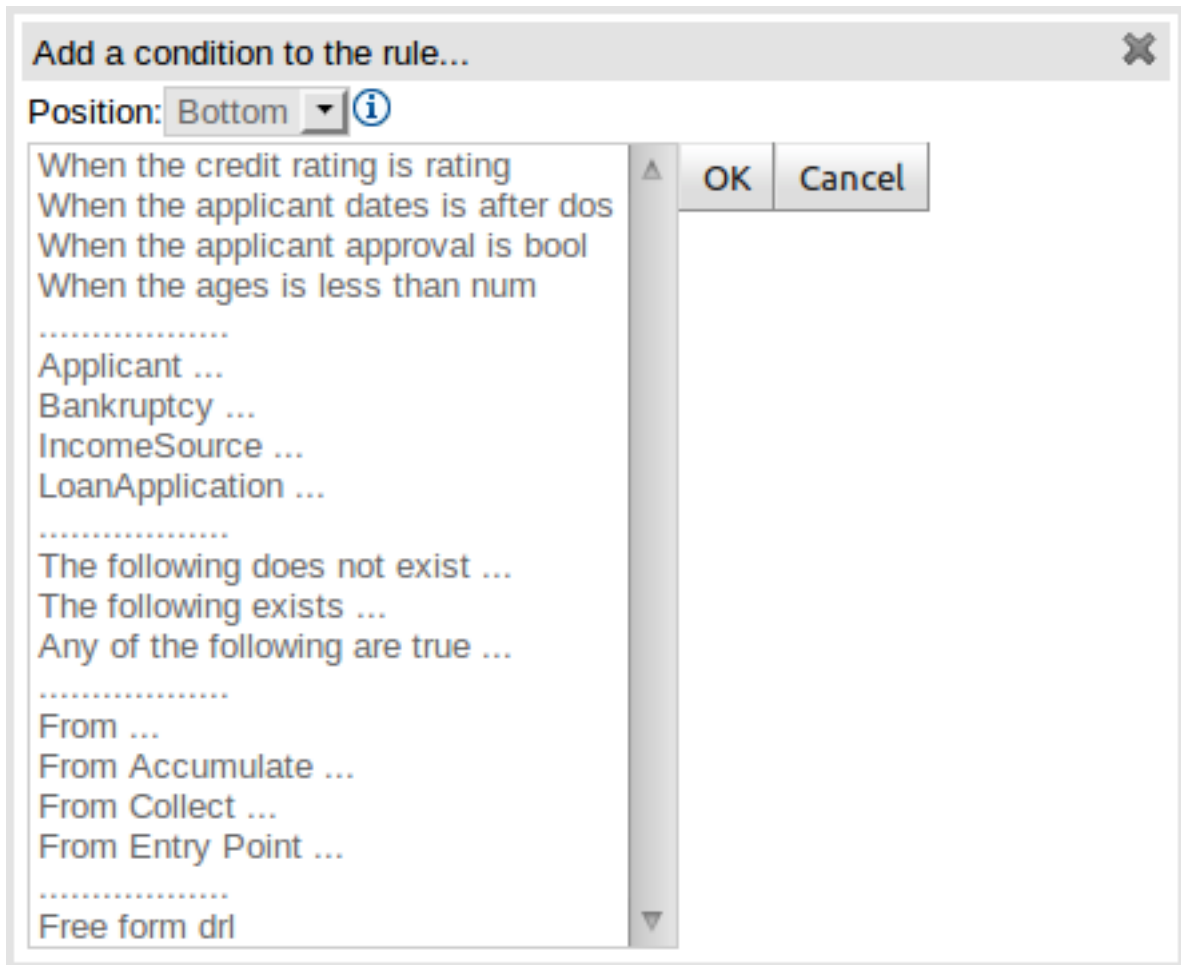 Add a condition to the rule...
Position: Bottom
When the credit rating is rating
When the applicant dates is after dos
When the applicant approval is bool
When the ages is less than num
..................
Applicant ...
Bankruptcy ...
IncomeSource ...
LoanApplication ...
..................
The following does not exist ...
The following exists ...
Any of the following are true ...
..................
From ...
From Accumulate ...
From Collect ...
From Entry Point ...
..................
Free form drl
OK Cancel